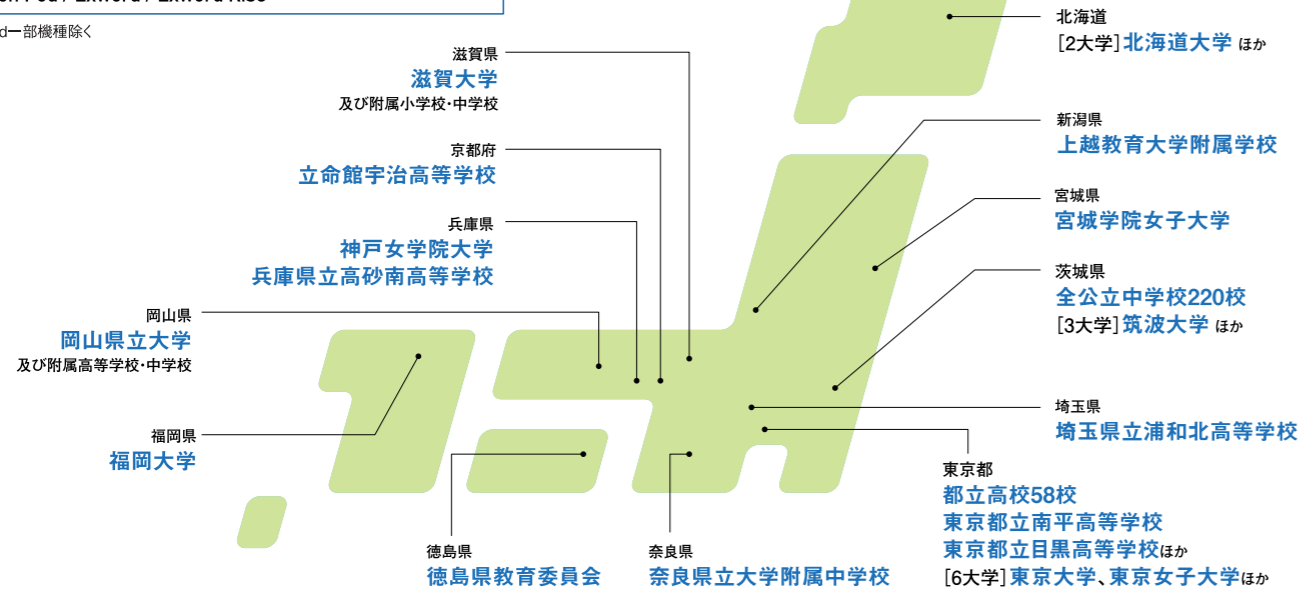 Exword / Exword RISE
一部機種除く
滋賀県
滋賀大学
及び附属小学校・中学校
京都府
立命館宇治高等学校
兵庫県
神戸女学院大学
兵庫県立高砂南高等学校
岡山県
岡山県立大学
及び附属高等学校・中学校
福岡県
福岡大学
徳島県
徳島県教育委員会
奈良県
奈良県立大学附属中学校
北海道
[2大学]北海道大学 ほか
新潟県
上越教育大学附属学校
宮城県
宮城学院女子大学
茨城県
全公立中学校220校
[3大学]筑波大学 ほか
埼玉県
埼玉県立浦和北高等学校
東京都
都立高校58校
東京都立南平高等学校
東京都立目黒高等学校ほか
[6大学]東京大学、東京女子大学ほか